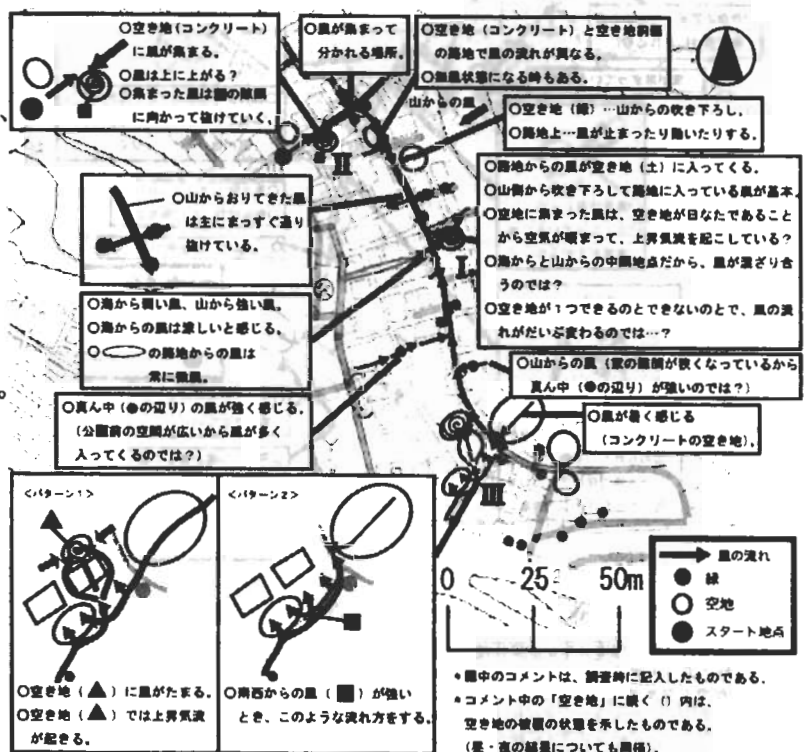 ○空き地(コンクリート)
に風が集まる。
○風は上に上がる?
○集まった風は
に向かって抜けていく。
○風が集まって
分かれる場所。
○空き地(コンクリート)と空き地
の路地で風の流れが異なる。
○無風状態になる時もある。
山からの風
○空き地(緑)…山からの吹き下ろし。
○路地上…風が止まったり動いたりする。
○路地からの風が空き地(土)に入ってくる。
○山側から吹き下ろして路地に入っている風が基本。
○空地に集まった風は、空き地が日なたであること
から空気が暖まって、上昇気流を起こしている?
○海からと山からの中間地点だから、風が混ざり合
うのでは?
○空き地が1つできるのとできないのとで、風の流
れがだいぶ変わるのでは…?
○山からおりてきた風
は主にまっすぐ通り
抜けている。
○海から弱い風、山から強い風。
○海からの風は涼しいと感じる。
○ の路地からの風は
常に微風。
○真ん中(●の辺り)の風が強く感じる。
(公園前の空間が広いから風が多く
入ってくるのでは?)
○山からの風(家の間が狭くなっているから
真ん中(●の辺り)が強いのでは?)
○風が暑く感じる
(コンクリートの空き地)。
II
I
III
<パターン1>
○空き地(▲)に風がたまる。
○空き地(▲)では上昇気流
が起きる。
<パターン2>
○南西からの風(■)が強い
とき、このような流れ方をする。
0 25 50m
風の流れ
緑
空地
スタート地点
*図中のコメントは、調査時に記入したものである。
*コメント中の「空き地」に続く()内は、
空き地の被覆の状態を示したものである。
(昼・夜の結果についても同様)